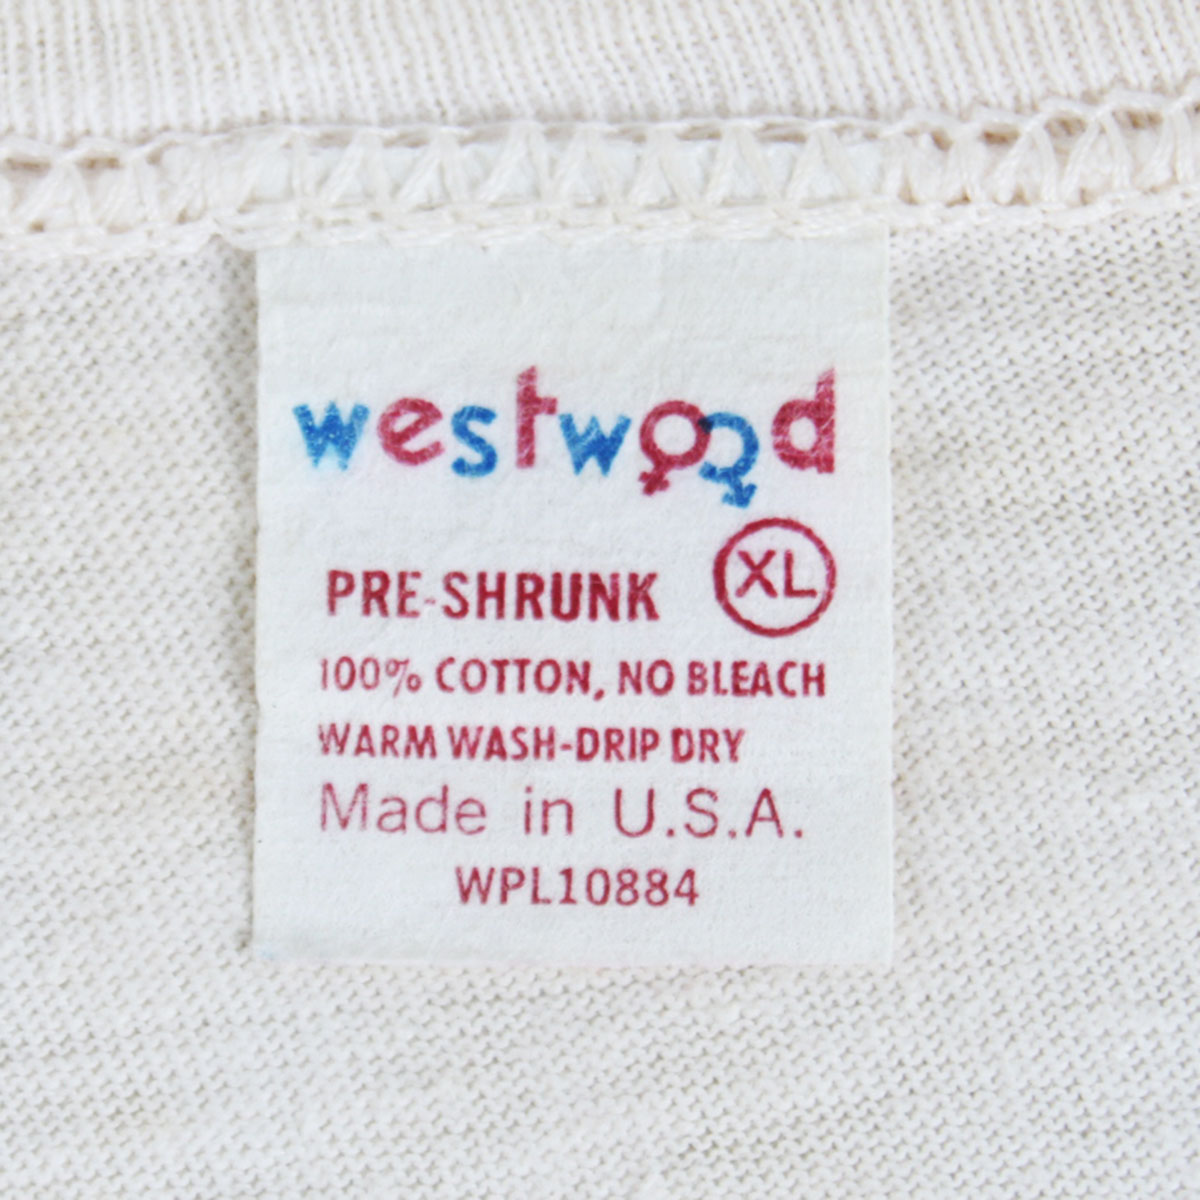 westwood
XL
PRE-SHRUNK
100% COTTON, NO BLEACH
WARM WASH-DRIP DRY
Made in U.S.A.
WPL10884